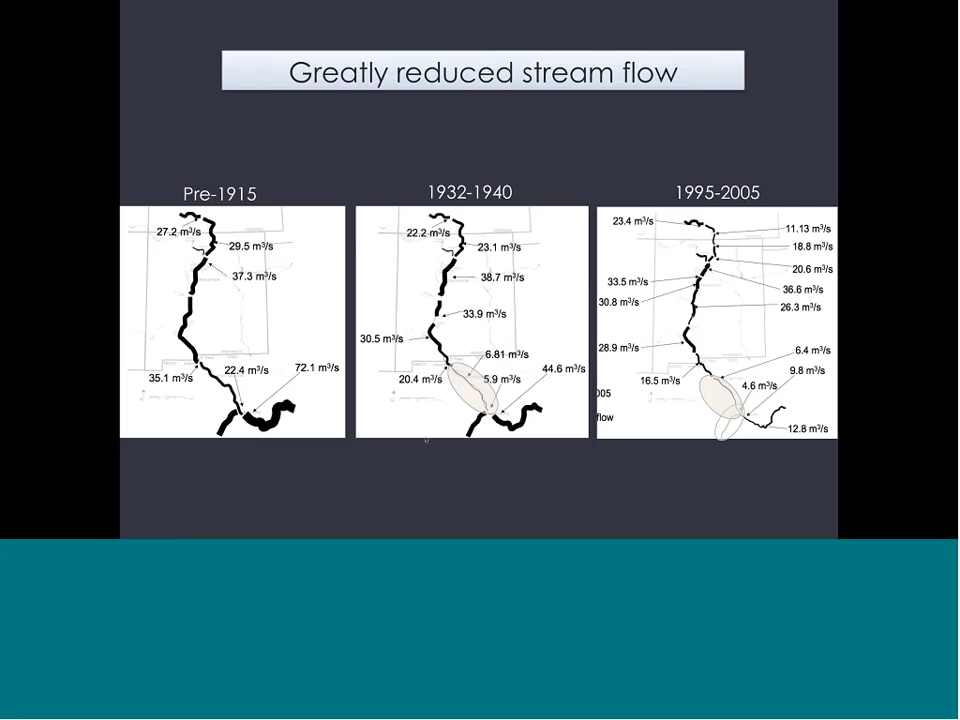 Greatly reduced stream flow
Pre-1915
27.2 m³/s
29.5 m³/s
37.3 m³/s
35.1 m³/s
22.4 m³/s
72.1 m³/s
1932-1940
22.2 m³/s
23.1 m³/s
38.7 m³/s
33.9 m³/s
30.5 m³/s
6.81 m³/s
20.4 m³/s
5.9 m³/s
44.6 m³/s
1995-2005
23.4 m³/s
11.13 m³/s
18.8 m³/s
20.6 m³/s
33.5 m³/s
36.6 m³/s
30.8 m³/s
26.3 m³/s
28.9 m³/s
6.4 m³/s
9.8 m³/s
16.5 m³/s
4.6 m³/s
005
flow
12.8 m³/s